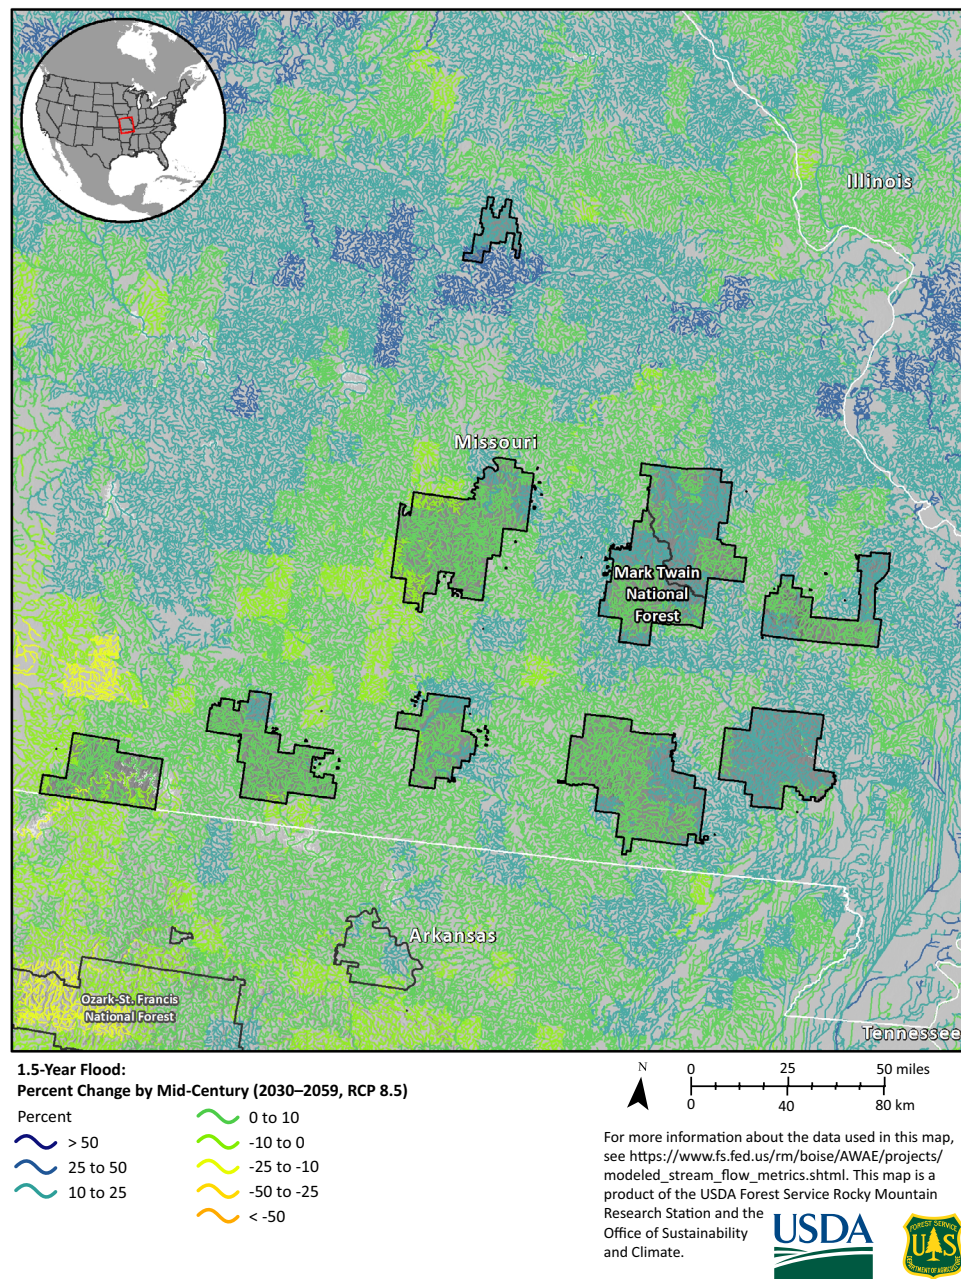 Illinois
Missouri
Mark Twain
National
Forest
Arkansas
Ozark-St. Francis
National Forest
Tennessee
1.5-Year Flood:
Percent Change by Mid-Century (2030–2059, RCP 8.5)
Percent
> 50
25 to 50
10 to 25
0 to 10
-10 to 0
-25 to -10
-50 to -25
< -50
N
0 25 50 miles
0 40 80 km
For more information about the data used in this map,
see https://www.fs.fed.us/rm/boise/AWAE/projects/
modeled_stream_flow_metrics.shtml. This map is a
product of the USDA Forest Service Rocky Mountain
Research Station and the
Office of Sustainability
and Climate.
USDA
FOREST SERVICE
U S
DEPARTMENT OF AGRICULTURE